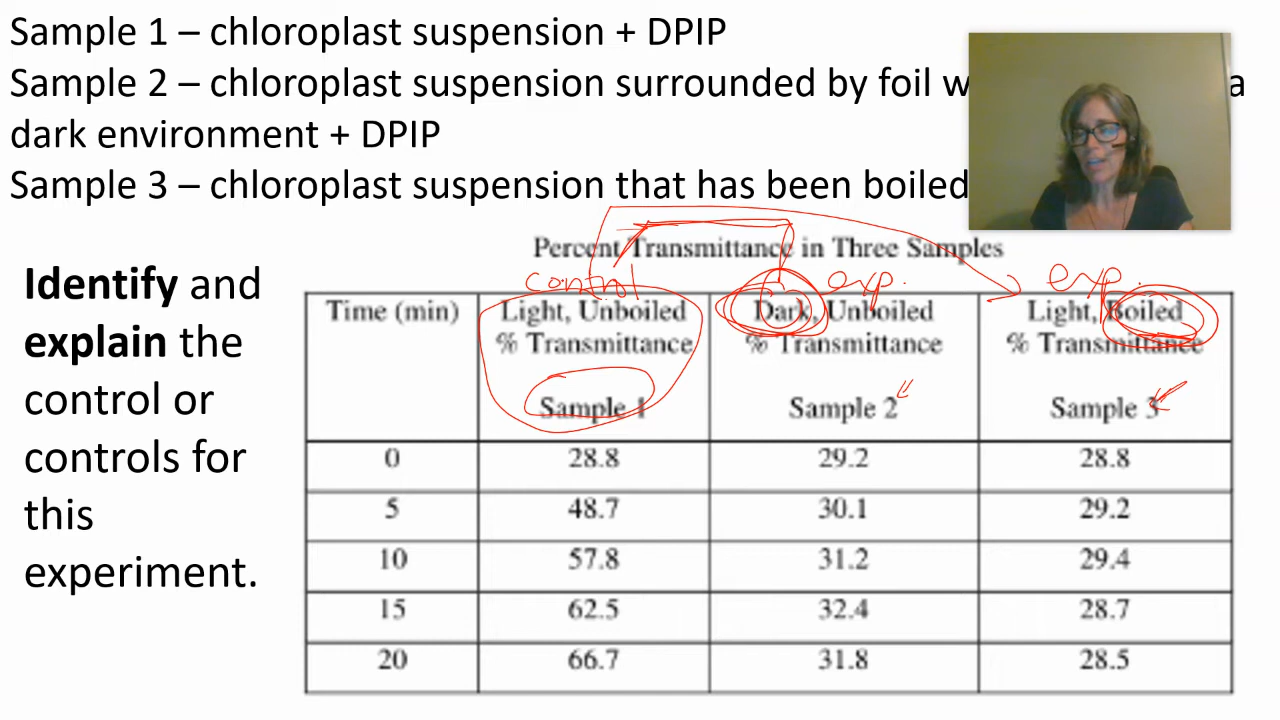 Sample 1 – chloroplast suspension + DPIP
Sample 2 – chloroplast suspension surrounded by foil a
dark environment + DPIP
Sample 3 – chloroplast suspension that has been boiled
Percent Transmittance in Three Samples
control exp. exp.
Identify and
explain the
control or
controls for
this
experiment.
Time (min) Light, Unboiled Dark, Unboiled Light, Boiled
% Transmittance % Transmittance % Transmittance
Sample 1 Sample 2 Sample 3
0 28.8 29.2 28.8
5 48.7 30.1 29.2
10 57.8 31.2 29.4
15 62.5 32.4 28.7
20 66.7 31.8 28.5